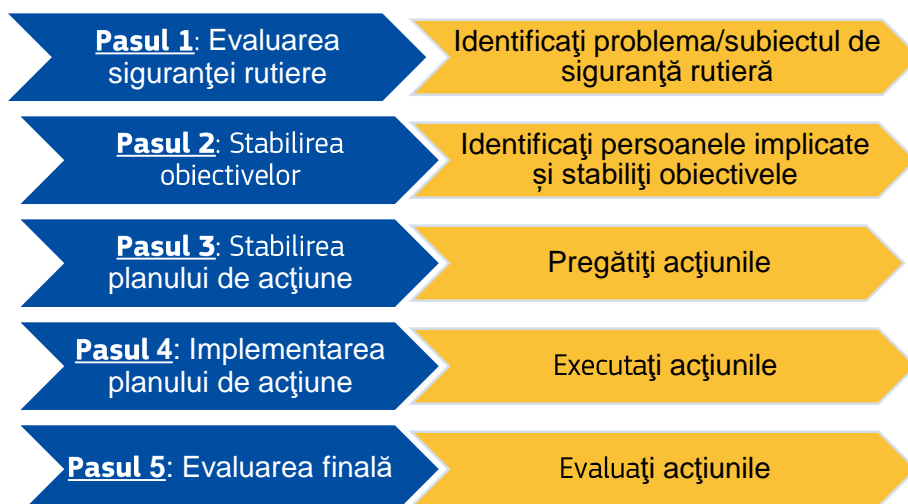 Pasul 1: Evaluarea
siguranţei rutiere
Identificaţi problema/subiectul de
siguranţă rutieră
Pasul 2: Stabilirea
obiectivelor
Identificaţi persoanele implicate
și stabiliţi obiectivele
Pasul 3: Stabilirea
planului de acţiune
Pregătiţi acţiunile
Pasul 4: Implementarea
planului de acţiune
Executaţi acţiunile
Pasul 5: Evaluarea finală
Evaluaţi acţiunile